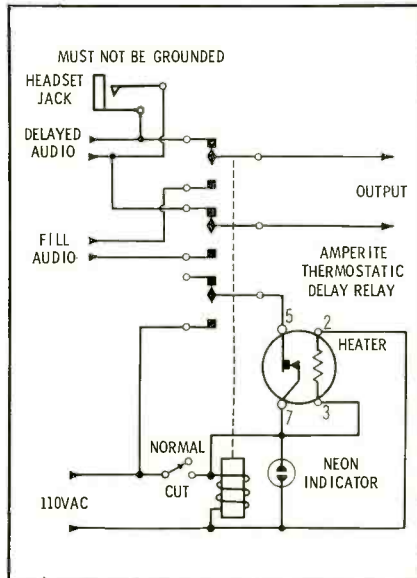 MUST NOT BE GROUNDED
HEADSET
JACK
DELAYED
AUDIO
OUTPUT
FILL
AUDIO
AMPERITE
THERMOSTATIC
DELAY RELAY
5
2
HEATER
7
3
NORMAL
CUT
NEON
INDICATOR
110VAC